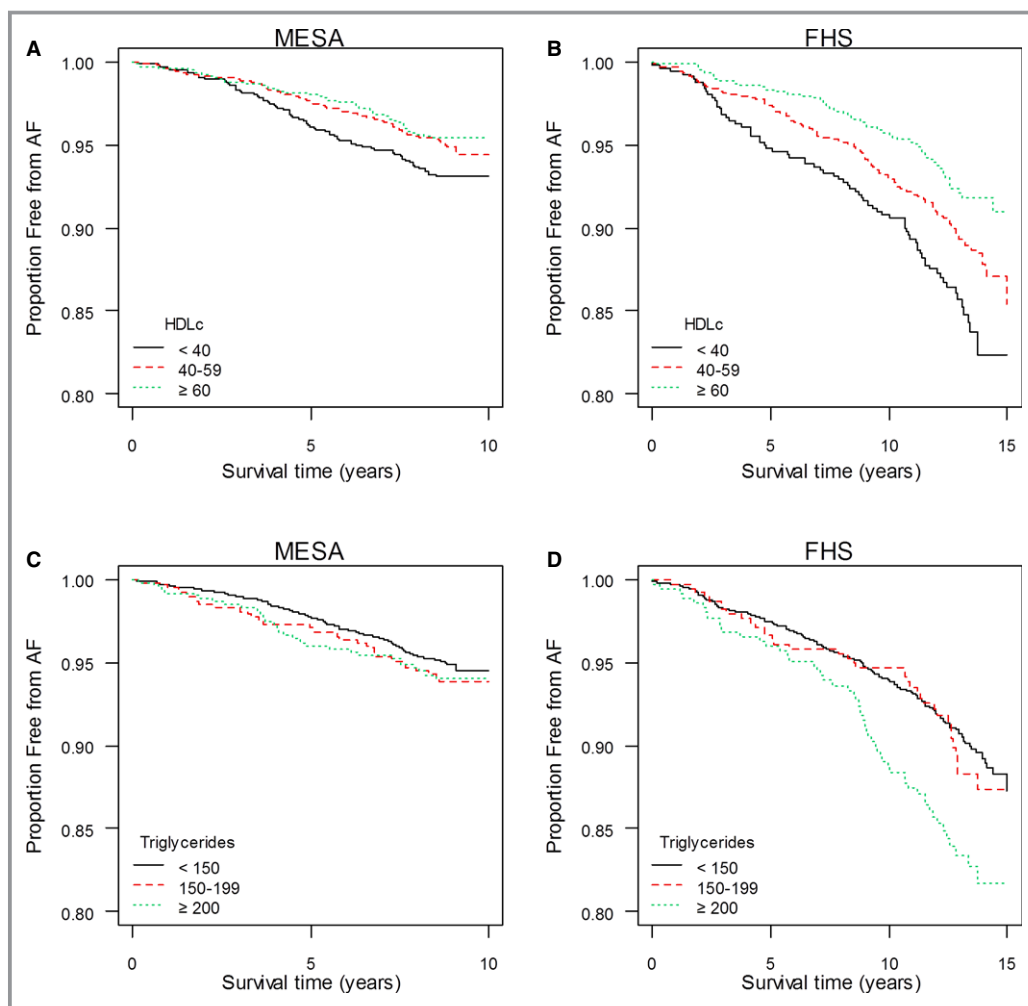 A
MESA
Proportion Free from AF
1.00
0.95
0.90
0.85
0.80
HDLc
< 40
40-59
≥ 60
0 5 10
Survival time (years)
B
FHS
Proportion Free from AF
1.00
0.95
0.90
0.85
0.80
HDLc
< 40
40-59
≥ 60
0 5 10 15
Survival time (years)
C
MESA
Proportion Free from AF
1.00
0.95
0.90
0.85
0.80
Triglycerides
< 150
150-199
≥ 200
0 5 10
Survival time (years)
D
FHS
Proportion Free from AF
1.00
0.95
0.90
0.85
0.80
Triglycerides
< 150
150-199
≥ 200
0 5 10 15
Survival time (years)